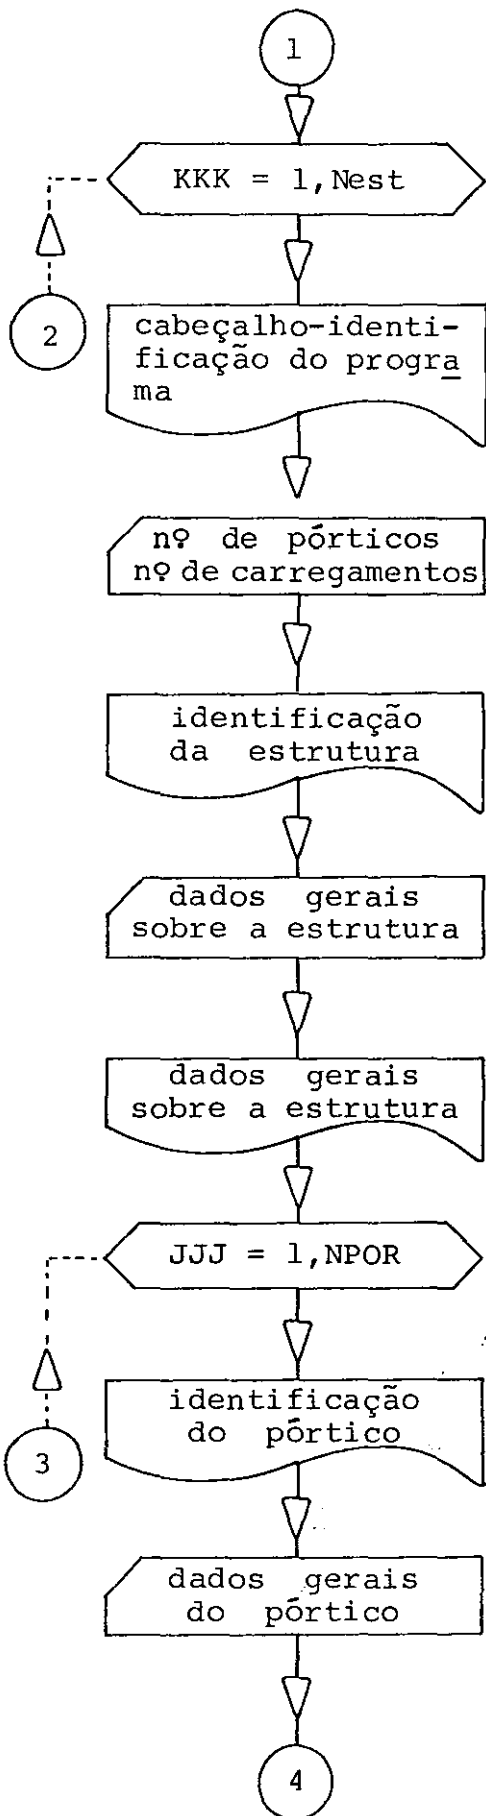 1
KKK = 1,Nest
2
cabeçalho-identi-
ficação do progra
ma
nº de pórticos
nº de carregamentos
identificação
da estrutura
dados gerais
sobre a estrutura
dados gerais
sobre a estrutura
JJJ = 1,NPOR
3
identificação
do pórtico
dados gerais
do pórtico
4